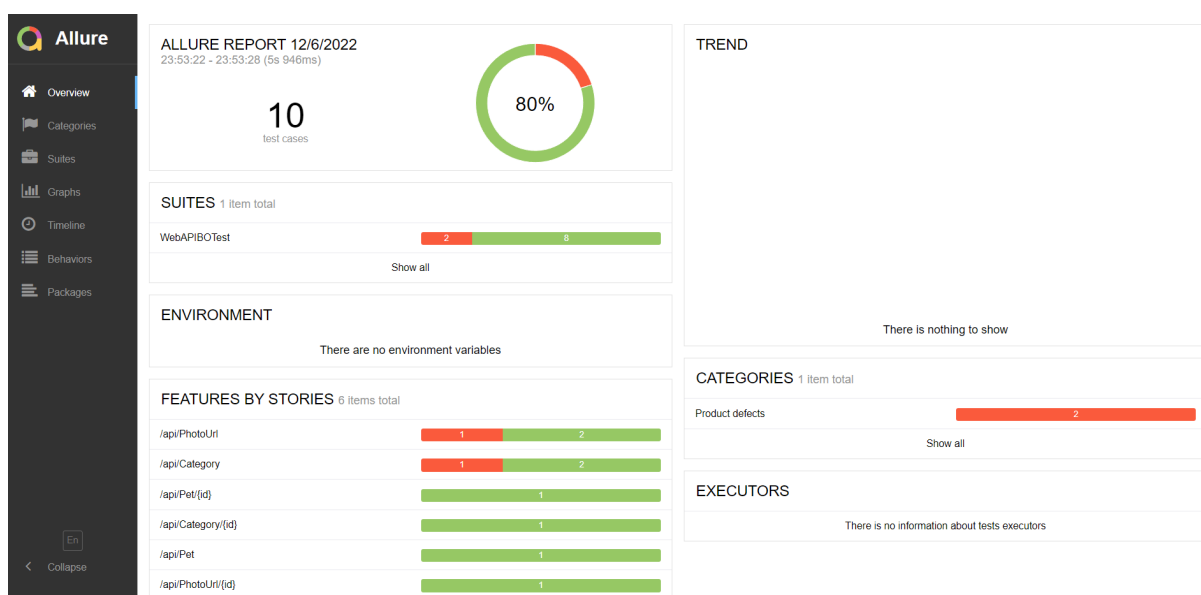 Allure
Overview
Categories
Suites
Graphs
Timeline
Behaviors
Packages
En
Collapse
ALLURE REPORT 12/6/2022
23:53:22 - 23:53:28 (5s 946ms)
10
test cases
80%
SUITES 1 item total
WebAPIBOTest 2 8
Show all
ENVIRONMENT
There are no environment variables
FEATURES BY STORIES 6 items total
/api/PhotoUrl 1 2
/api/Category 1 2
/api/Pet/{id} 1
/api/Category/{id} 1
/api/Pet 1
/api/PhotoUrl/{id} 1
TREND
There is nothing to show
CATEGORIES 1 item total
Product defects 2
Show all
EXECUTORS
There is no information about tests executors